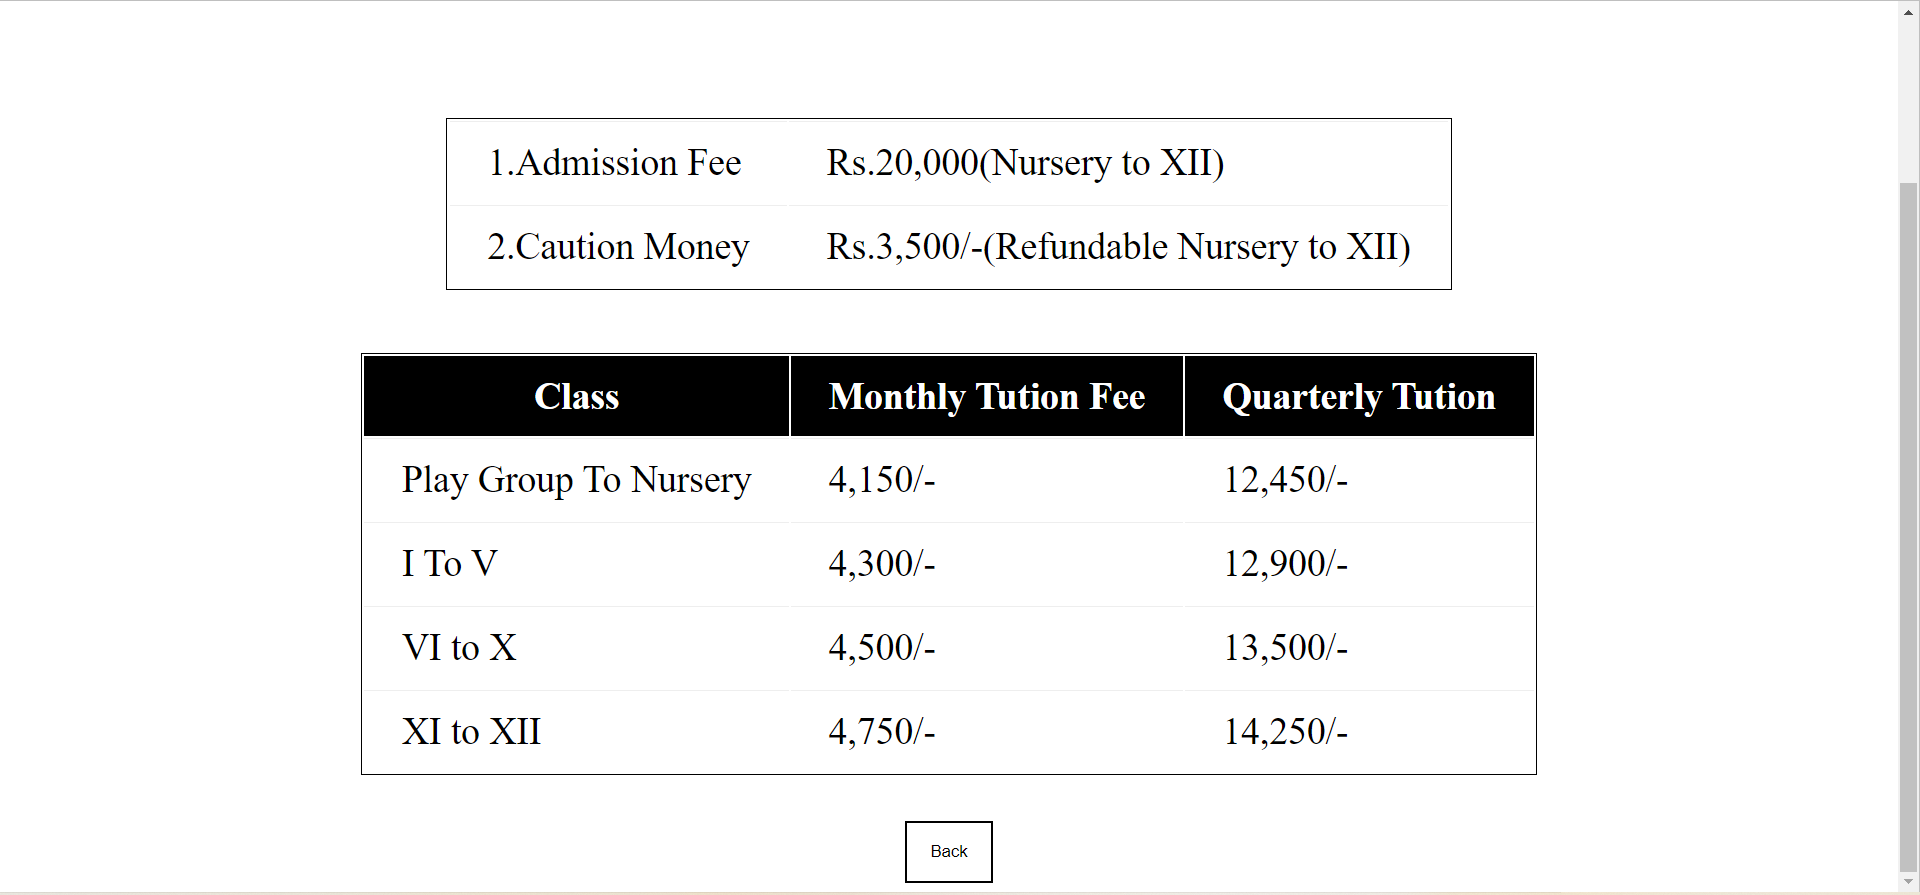 1.Admission Fee Rs.20,000(Nursery to XII)
2.Caution Money Rs.3,500/-(Refundable Nursery to XII)
Class Monthly Tution Fee Quarterly Tution
Play Group To Nursery 4,150/- 12,450/-
I To V 4,300/- 12,900/-
VI to X 4,500/- 13,500/-
XI to XII 4,750/- 14,250/-
Back